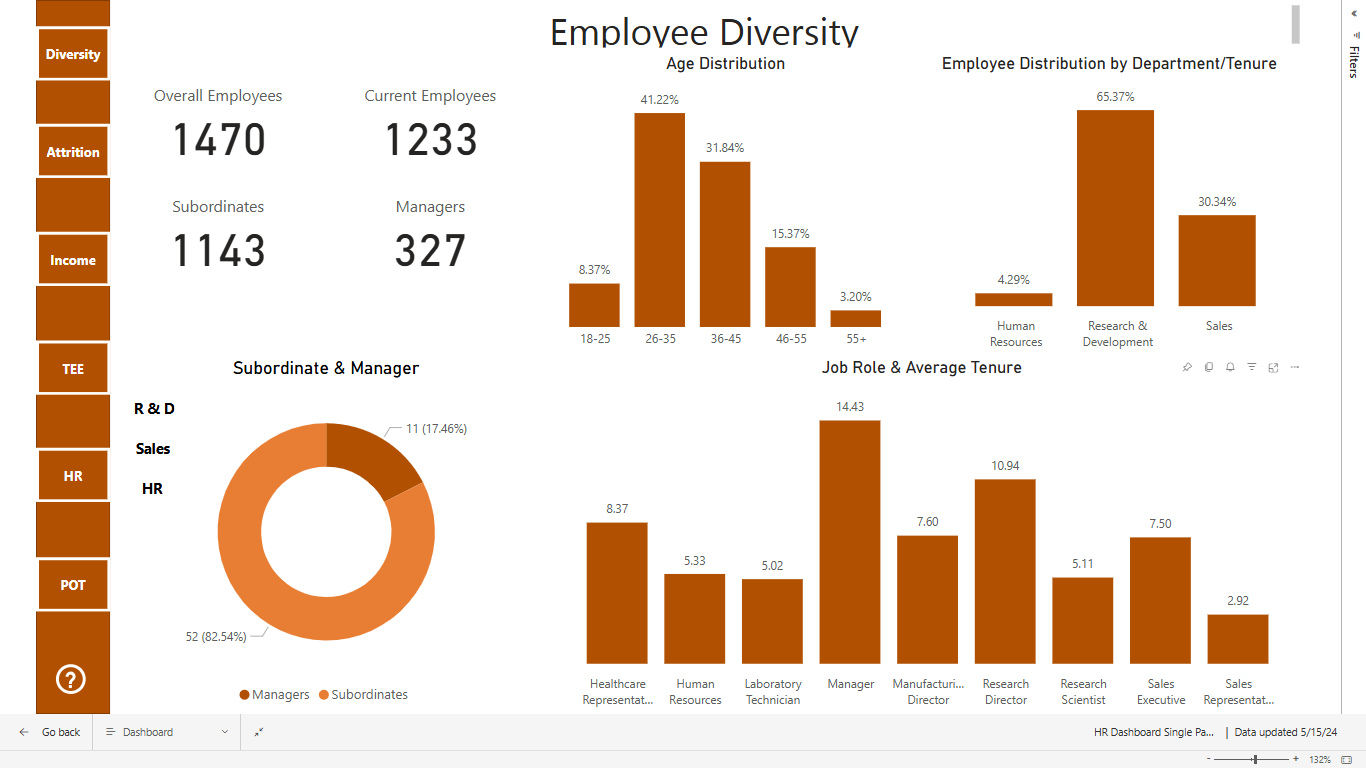 Employee Diversity
Diversity
Attrition
Income
TEE
HR
POT
?
Overall Employees
1470
Current Employees
1233
Subordinates
1143
Managers
327
Age Distribution
41.22%
31.84%
15.37%
8.37%
3.20%
18-25 26-35 36-45 46-55 55+
Employee Distribution by Department/Tenure
65.37%
30.34%
4.29%
Human Research & Sales
Resources Development
Filters
Subordinate & Manager
R & D
Sales
HR
11 (17.46%)
52 (82.54%)
Managers Subordinates
Job Role & Average Tenure
14.43
10.94
8.37
7.60
7.50
5.33
5.02
5.11
2.92
Healthcare Human Laboratory Manager Manufacturi... Research Research Sales Sales
Representat... Resources Technician Director Director Scientist Executive Representat...
Go back Dashboard HR Dashboard Single Pa... | Data updated 5/15/24
- + 132%